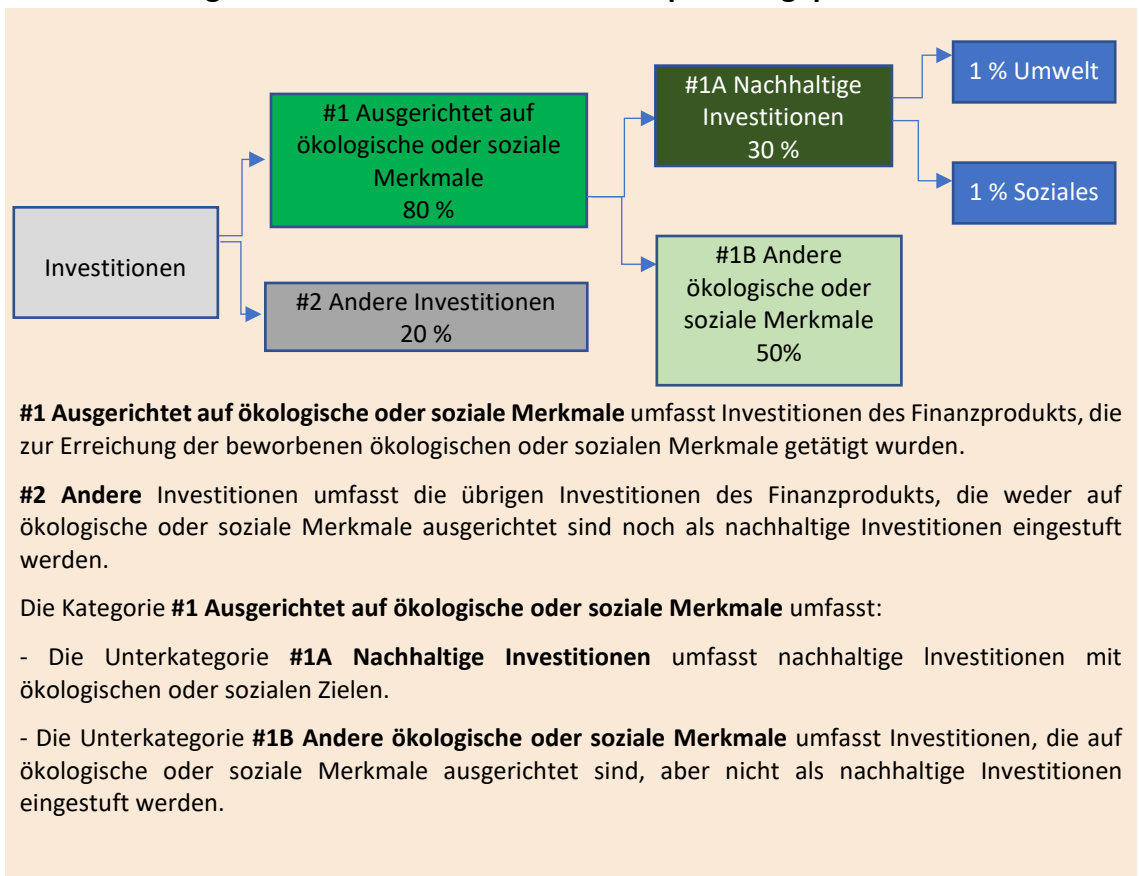 Investitionen
#1 Ausgerichtet auf
ökologische oder soziale
Merkmale
80 %
#2 Andere Investitionen
20 %
#1A Nachhaltige
Investitionen
30 %
#1B Andere
ökologische oder
soziale Merkmale
50%
1 % Umwelt
1 % Soziales
#1 Ausgerichtet auf ökologische oder soziale Merkmale umfasst Investitionen des Finanzprodukts, die
zur Erreichung der beworbenen ökologischen oder sozialen Merkmale getätigt wurden.
#2 Andere Investitionen umfasst die übrigen Investitionen des Finanzprodukts, die weder auf
ökologische oder soziale Merkmale ausgerichtet sind noch als nachhaltige Investitionen eingestuft
werden.
Die Kategorie #1 Ausgerichtet auf ökologische oder soziale Merkmale umfasst:
- Die Unterkategorie #1A Nachhaltige Investitionen umfasst nachhaltige Investitionen mit
ökologischen oder sozialen Zielen.
- Die Unterkategorie #1B Andere ökologische oder soziale Merkmale umfasst Investitionen, die auf
ökologische oder soziale Merkmale ausgerichtet sind, aber nicht als nachhaltige Investitionen
eingestuft werden.